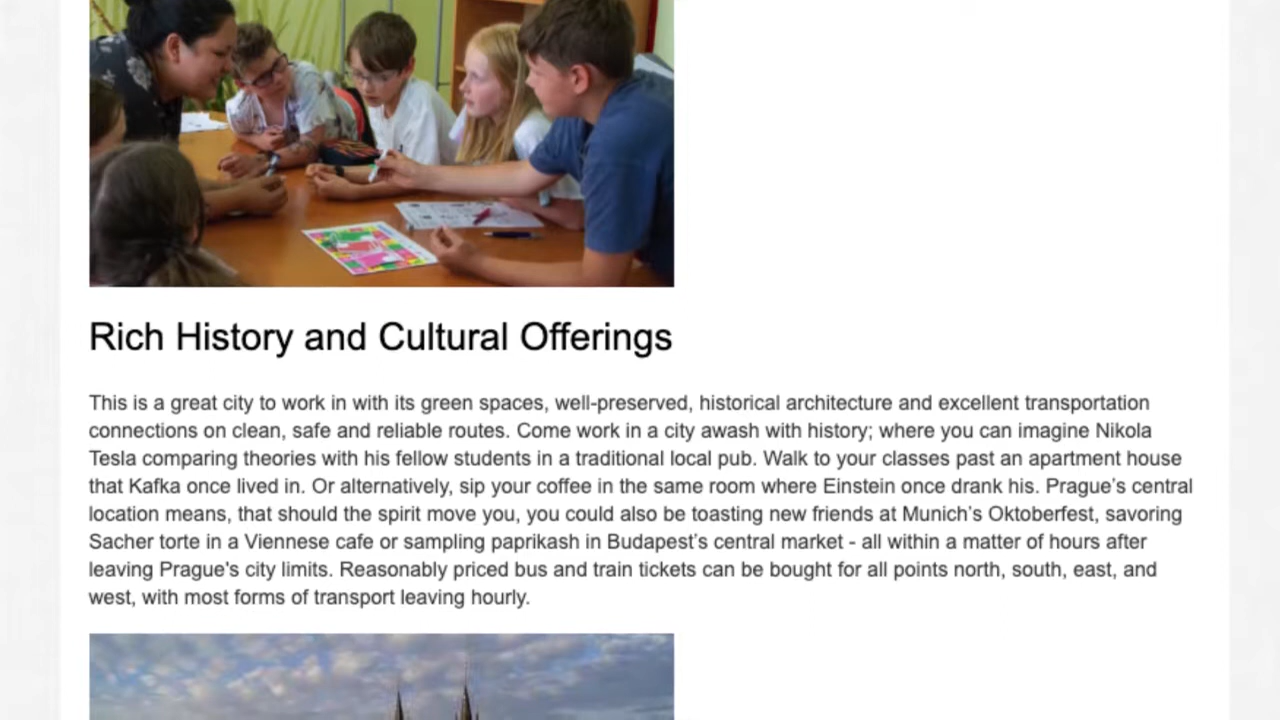 Rich History and Cultural Offerings
This is a great city to work in with its green spaces, well-preserved, historical architecture and excellent transportation
connections on clean, safe and reliable routes. Come work in a city awash with history; where you can imagine Nikola
Tesla comparing theories with his fellow students in a traditional local pub. Walk to your classes past an apartment house
that Kafka once lived in. Or alternatively, sip your coffee in the same room where Einstein once drank his. Prague’s central
location means, that should the spirit move you, you could also be toasting new friends at Munich’s Oktoberfest, savoring
Sacher torte in a Viennese cafe or sampling paprikash in Budapest’s central market - all within a matter of hours after
leaving Prague's city limits. Reasonably priced bus and train tickets can be bought for all points north, south, east, and
west, with most forms of transport leaving hourly.